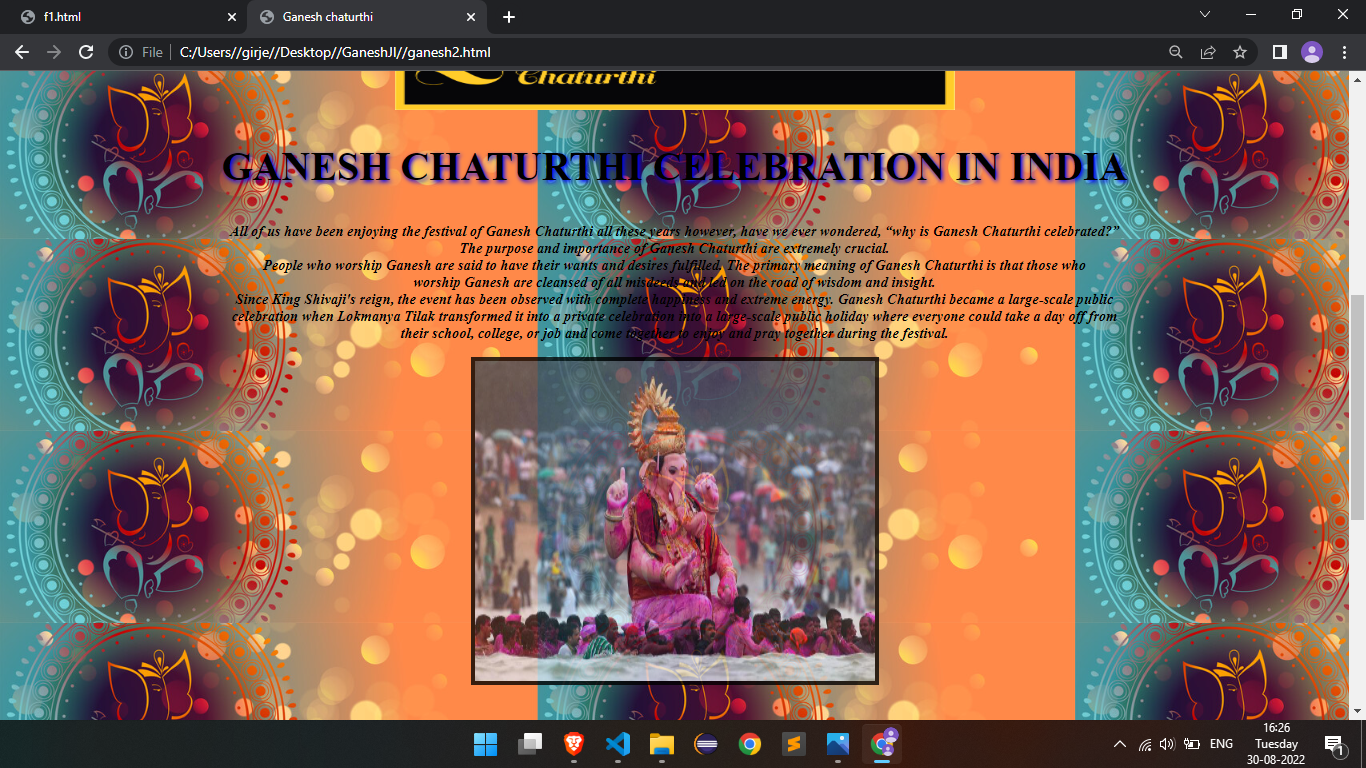 f1.html
Ganesh chaturthi
File
C:/Users//girje//Desktop//GaneshJI//ganesh2.html
Chaturthi
GANESH CHATURTHI CELEBRATION IN INDIA
All of us have been enjoying the festival of Ganesh Chaturthi all these years however, have we ever wondered, “why is Ganesh Chaturthi celebrated?”
The purpose and importance of Ganesh Chaturthi are extremely crucial.
People who worship Ganesh are said to have their wants and desires fulfilled. The primary meaning of Ganesh Chaturthi is that those who
worship Ganesh are cleansed of all misdeeds and led on the road of wisdom and insight.
Since King Shivaji's reign, the event has been observed with complete happiness and extreme energy. Ganesh Chaturthi became a large-scale public
celebration when Lokmanya Tilak transformed it into a private celebration into a large-scale public holiday where everyone could take a day off from
their school, college, or job and come together to enjoy and pray together during the festival.
ENG
16:26
Tuesday
30-08-2022
1